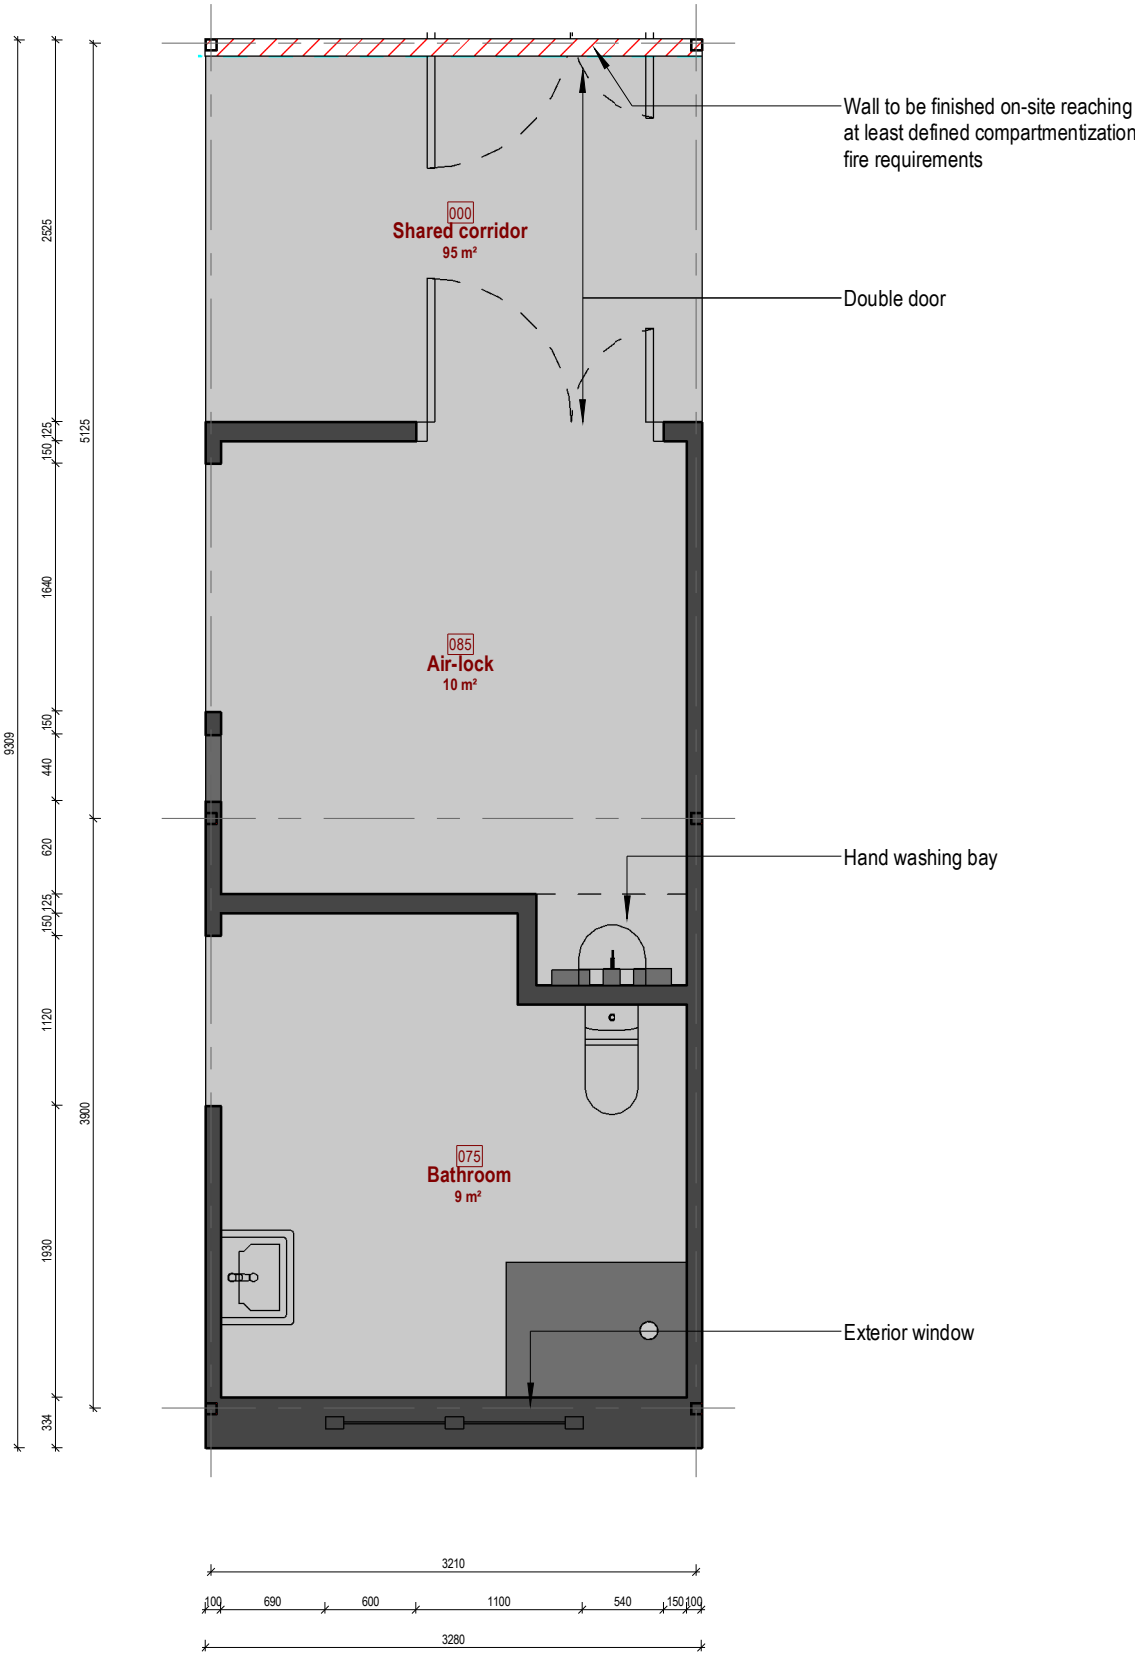 Wall to be finished on-site reaching
at least defined compartmentization
fire requirements
000
Shared corridor
95 m²
Double door
085
Air-lock
10 m²
Hand washing bay
075
Bathroom
9 m²
Exterior window
9309
2525
125
150
1640
150
440
620
125
150
1120
1930
334
5125
3900
3210
100 690 600 1100 540 150 100
3280